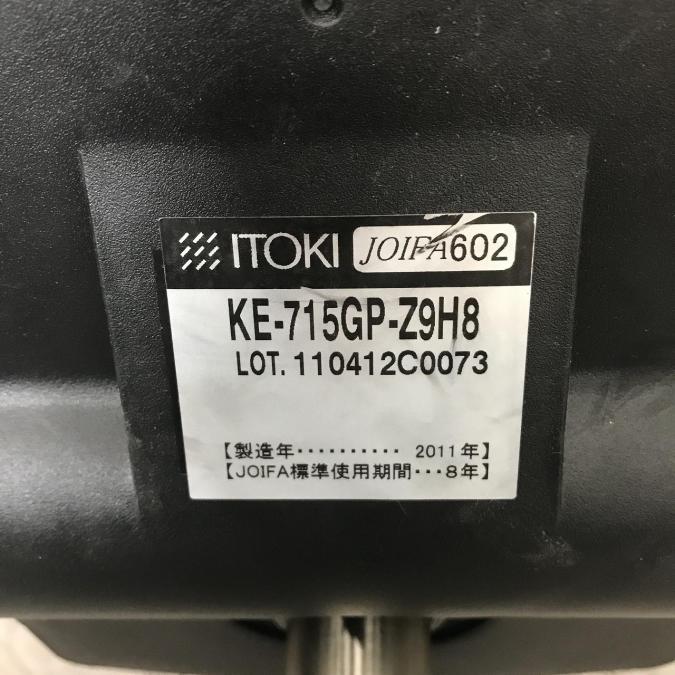 ITOKI JOIFA602
KE-715GP-Z9H8
LOT. 110412C0073
【製造年・・・・・・・・・・ 2011年】
【JOIFA標準使用期間・・・8年】